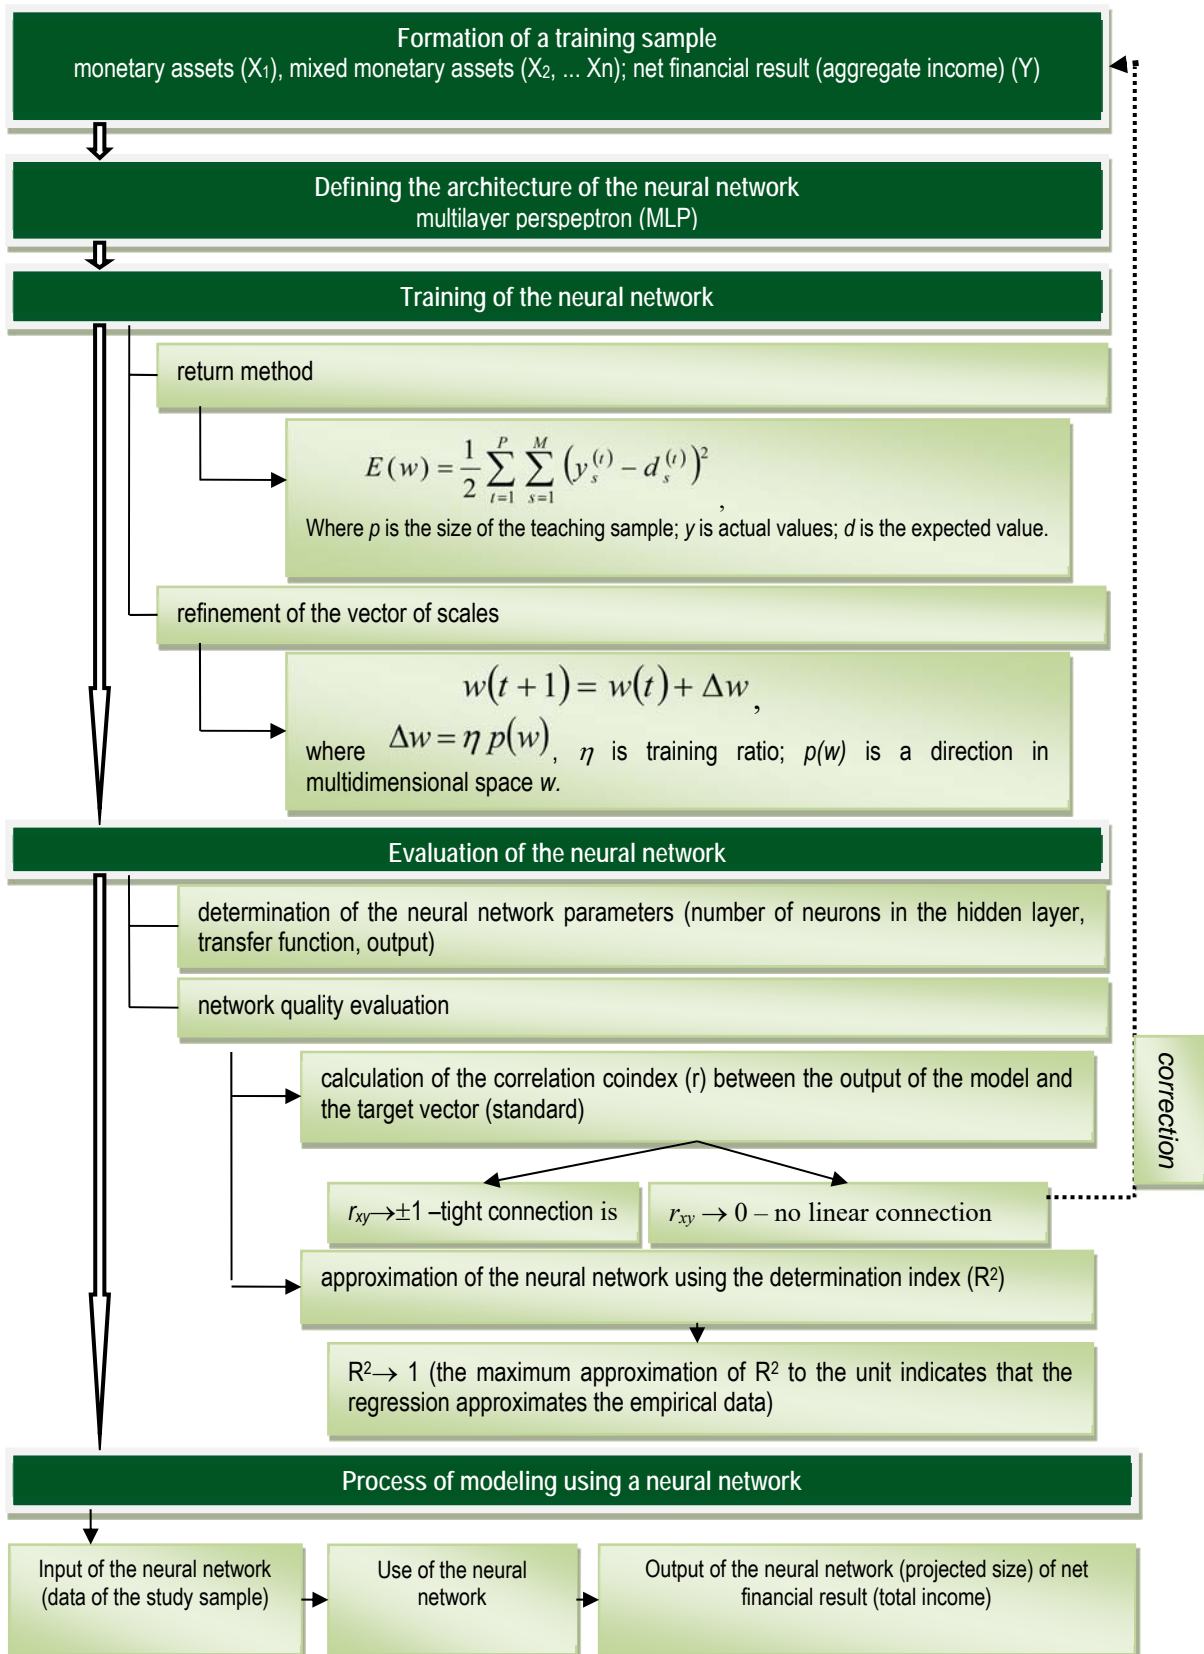 Formation of a training sample
monetary assets (X₁), mixed monetary assets (X₂, ... Xn); net financial result (aggregate income) (Y)
Defining the architecture of the neural network
multilayer perspeptron (MLP)
Training of the neural network
return method
E(w) = \frac{1}{2} \sum_{t=1}^{P} \sum_{s=1}^{M} (y_s^{(t)} − d_s^{(t)})^2 ,
Where p is the size of the teaching sample; y is actual values; d is the expected value.
refinement of the vector of scales
w(t + 1) = w(t) + Δw ,
where Δw = η p(w), η is training ratio; p(w) is a direction in
multidimensional space w.
Evaluation of the neural network
determination of the neural network parameters (number of neurons in the hidden layer,
transfer function, output)
network quality evaluation
calculation of the correlation coindex (r) between the output of the model and
the target vector (standard)
correction
r_{xy}→±1 –tight connection is
r_{xy} → 0 – no linear connection
approximation of the neural network using the determination index (R²)
R²→ 1 (the maximum approximation of R² to the unit indicates that the
regression approximates the empirical data)
Process of modeling using a neural network
Input of the neural network
(data of the study sample)
Use of the neural
network
Output of the neural network (projected size) of net
financial result (total income)